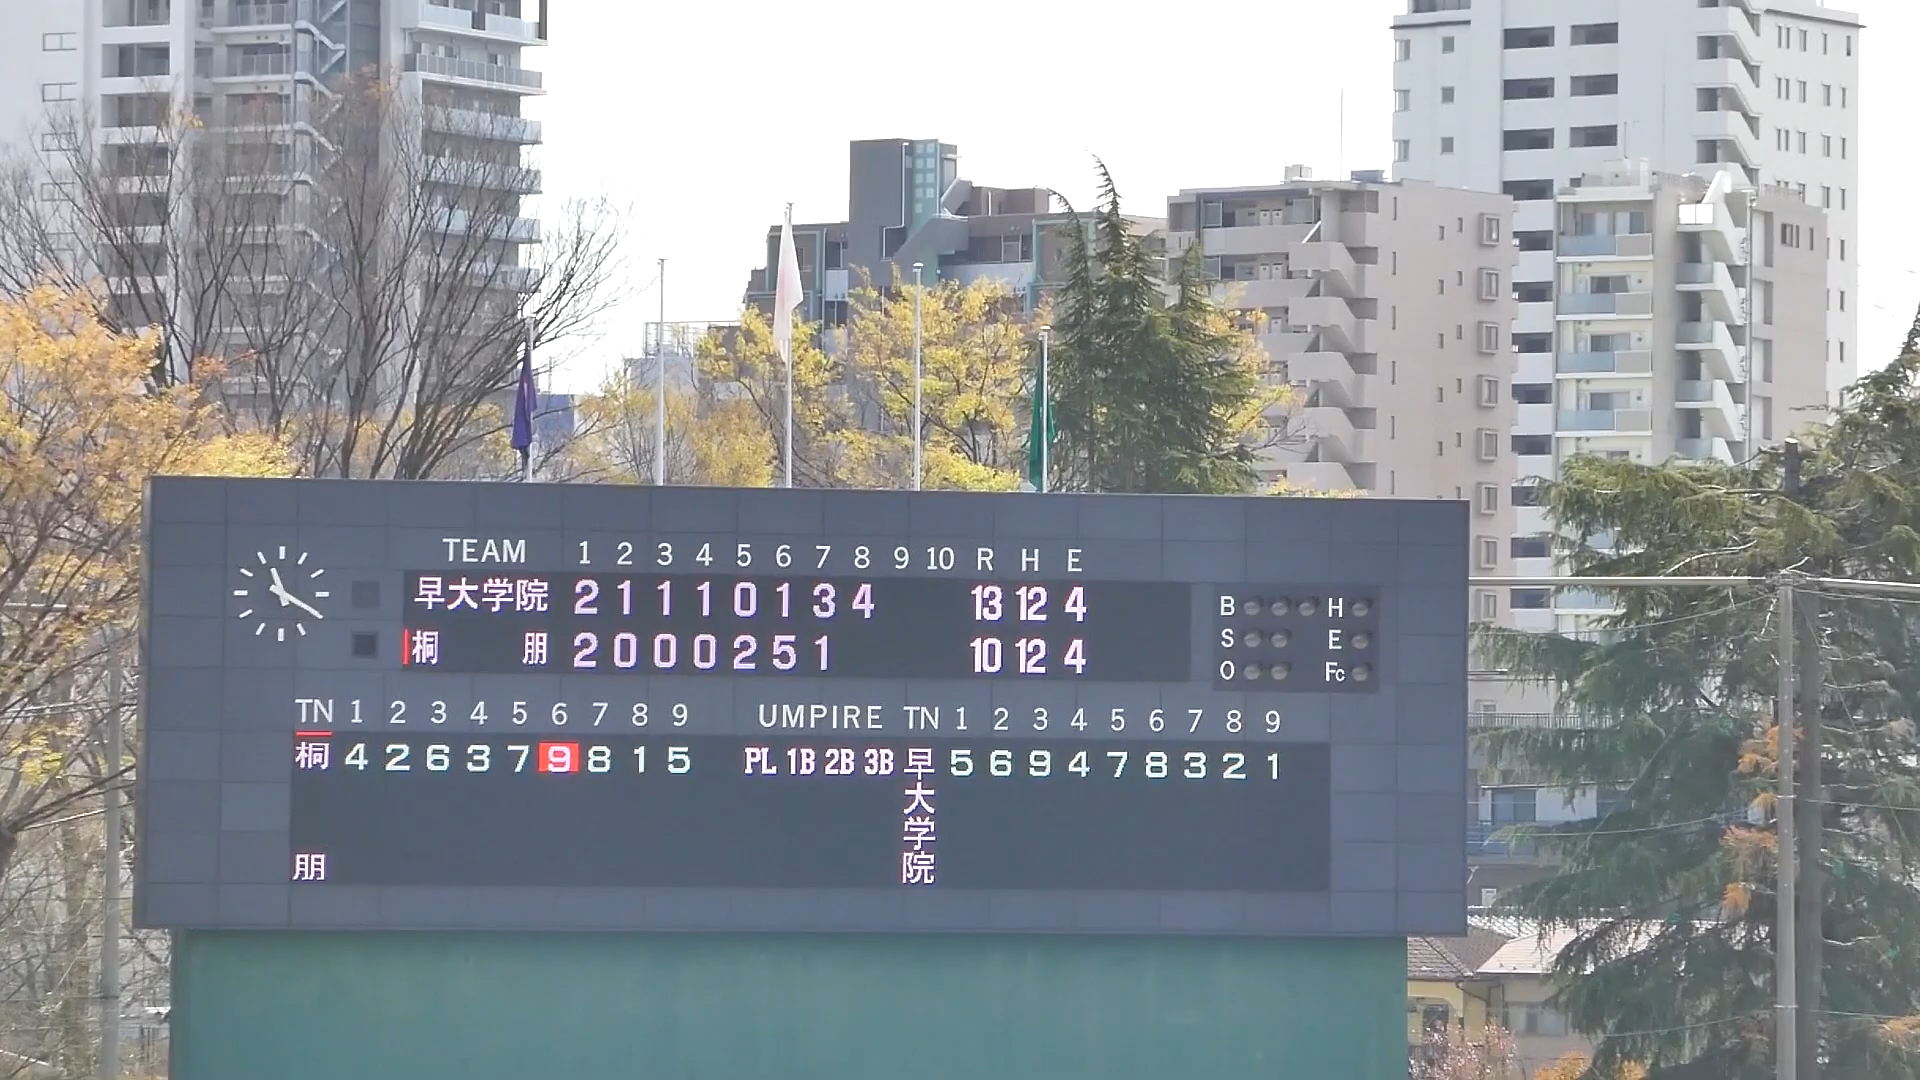 TEAM 1 2 3 4 5 6 7 8 9 10 R H E
早大学院 2 1 1 1 0 1 3 4 13 12 4
桐朋 2 0 0 0 2 5 1 10 12 4
B H
S E
O Fc
TN 1 2 3 4 5 6 7 8 9 UMPIRE TN 1 2 3 4 5 6 7 8 9
桐朋 4 2 6 3 7 9 8 1 5 PL 1B 2B 3B 早大学院 5 6 9 4 7 8 3 2 1